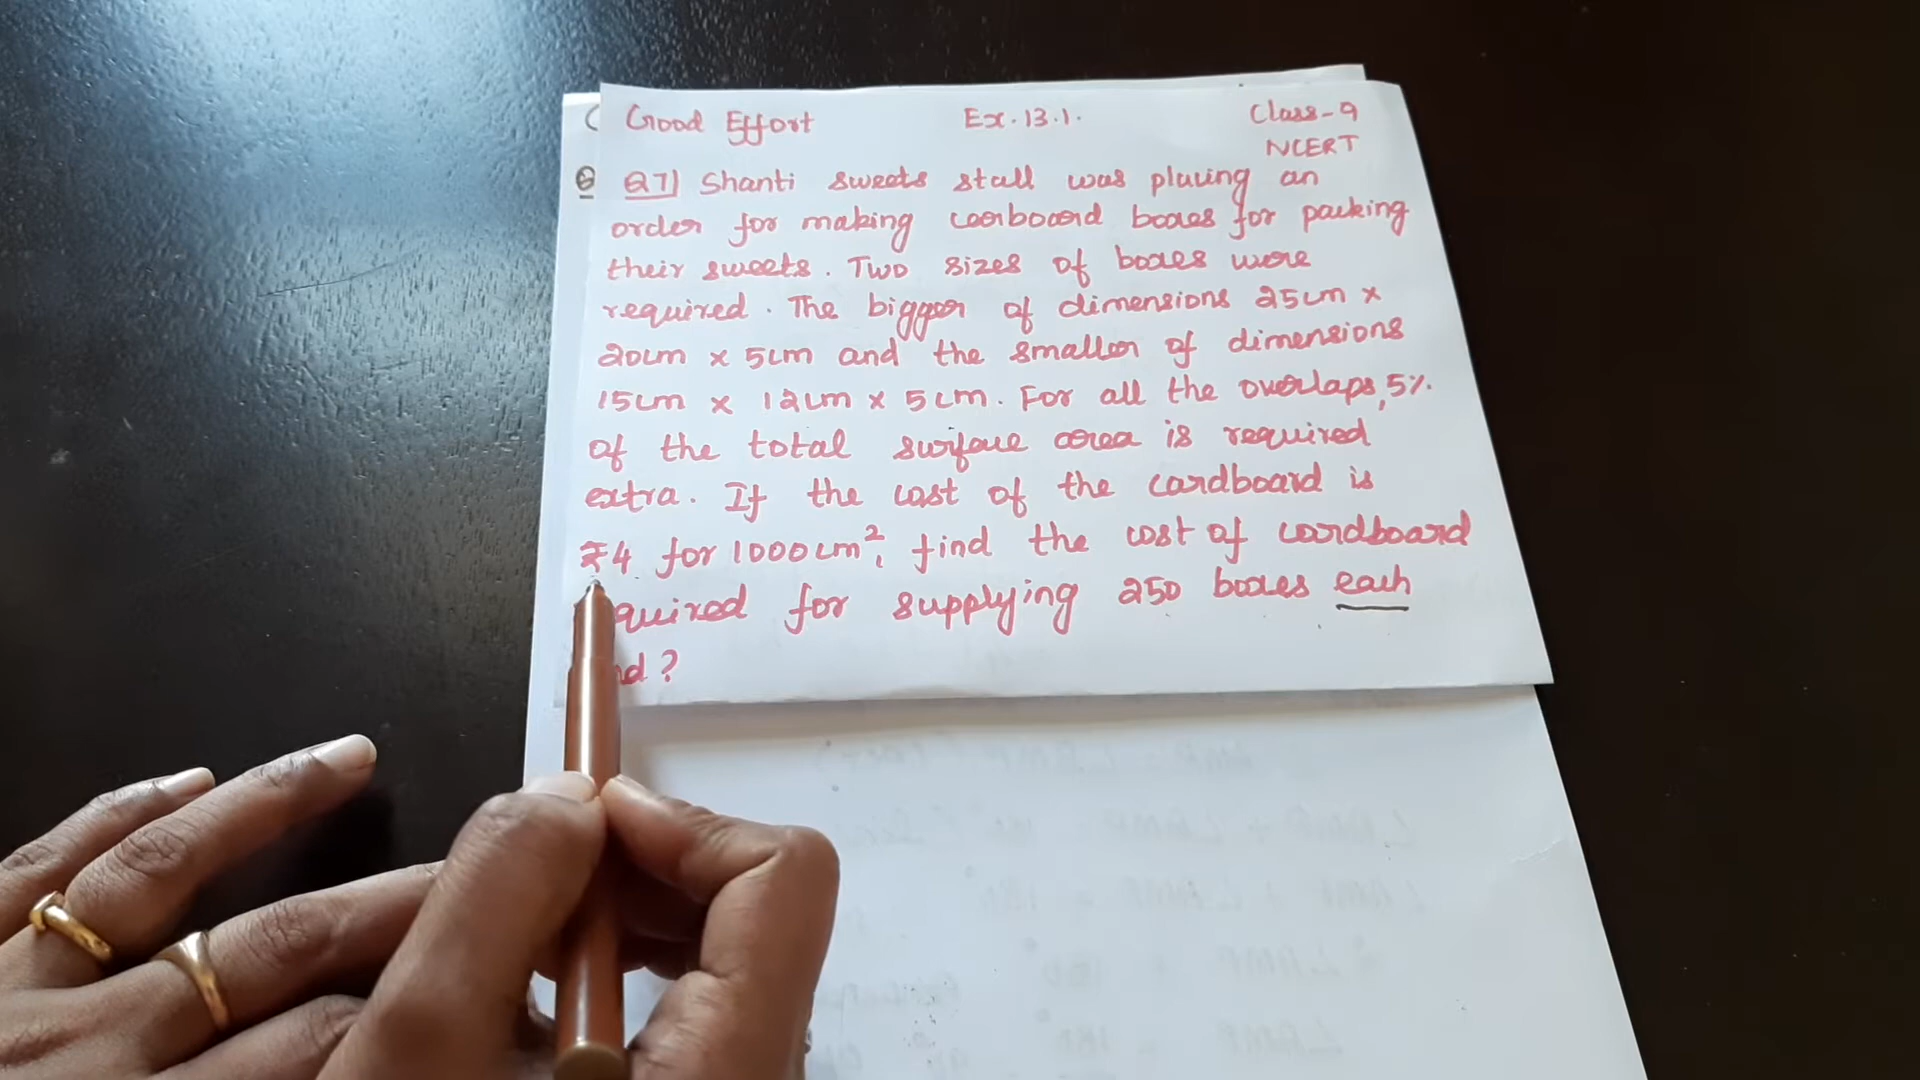 Good Effort Ex.13.1. Class-9
NCERT
Q7) Shanti sweets stall was placing an
order for making carboard boxes for packing
their sweets. Two sizes of boxes were
required. The bigger of dimensions 25cm x
20cm x 5cm and the smaller of dimensions
15cm x 12cm x 5cm. For all the overlaps, 5%
of the total surface area is required
extra. If the cost of the cardboard is
₹4 for 1000cm², find the cost of cardboard
quired for supplying 250 boxes each
nd?